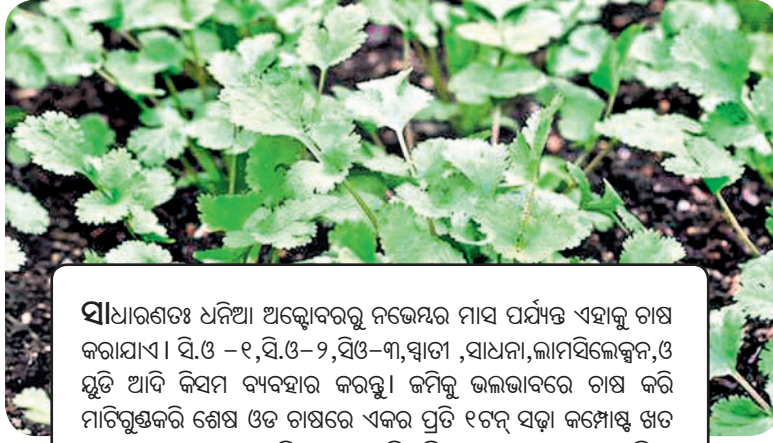 ସାଧାରଣତଃ ଧନିଆ ଅକ୍ଟୋବରରୁ ନଭେମ୍ବର ମାସ ପର୍ଯ୍ୟନ୍ତ ଏହାକୁ ଚାଷ
କରାଯାଏ । ସି.ଓ –୧,ସି.ଓ–୨,ସିଓ–୩,ସ୍ୱାତୀ ,ସାଧନା,ଲାମସିଲେକ୍ସନ,ଓ
ୟୁଡି ଆଦି କିସମ ବ୍ୟବହାର କରନ୍ତୁ। ଜମିକୁ ଭଲଭାବରେ ଚାଷ କରି
ମାଟିଗୁଣ୍ଡକରି ଶେଷ ଓଡ ଚାଷରେ ଏକର ପ୍ରତି ୧ଟନ୍ ସଢ଼ା କମ୍ପୋଷ୍ଟ ଖତ